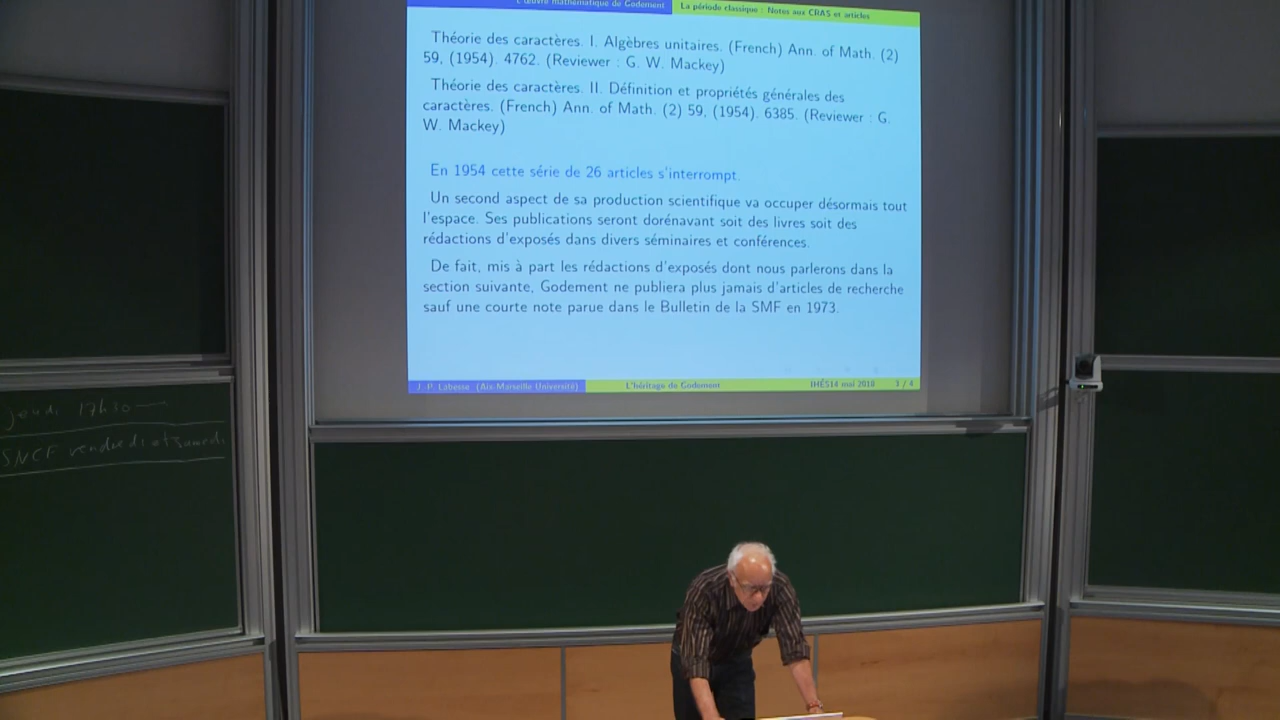 L'œuvre mathématique de Godement
La période classique : Notes aux CRAS et articles
Théorie des caractères. I. Algèbres unitaires. (French) Ann. of Math. (2)
59, (1954). 4762. (Reviewer : G. W. Mackey)
Théorie des caractères. II. Définition et propriétés générales des
caractères. (French) Ann. of Math. (2) 59, (1954). 6385. (Reviewer : G.
W. Mackey)
En 1954 cette série de 26 articles s'interrompt.
Un second aspect de sa production scientifique va occuper désormais tout
l'espace. Ses publications seront dorénavant soit des livres soit des
rédactions d'exposés dans divers séminaires et conférences.
De fait, mis à part les rédactions d'exposés dont nous parlerons dans la
section suivante, Godement ne publiera plus jamais d'articles de recherche
sauf une courte note parue dans le Bulletin de la SMF en 1973.
J.-P. Labesse (Aix-Marseille Université)
L'héritage de Godement
IHÉS14 mai 2018
3 / 4
jeudi 17h30
SNCF vendredi et samedi